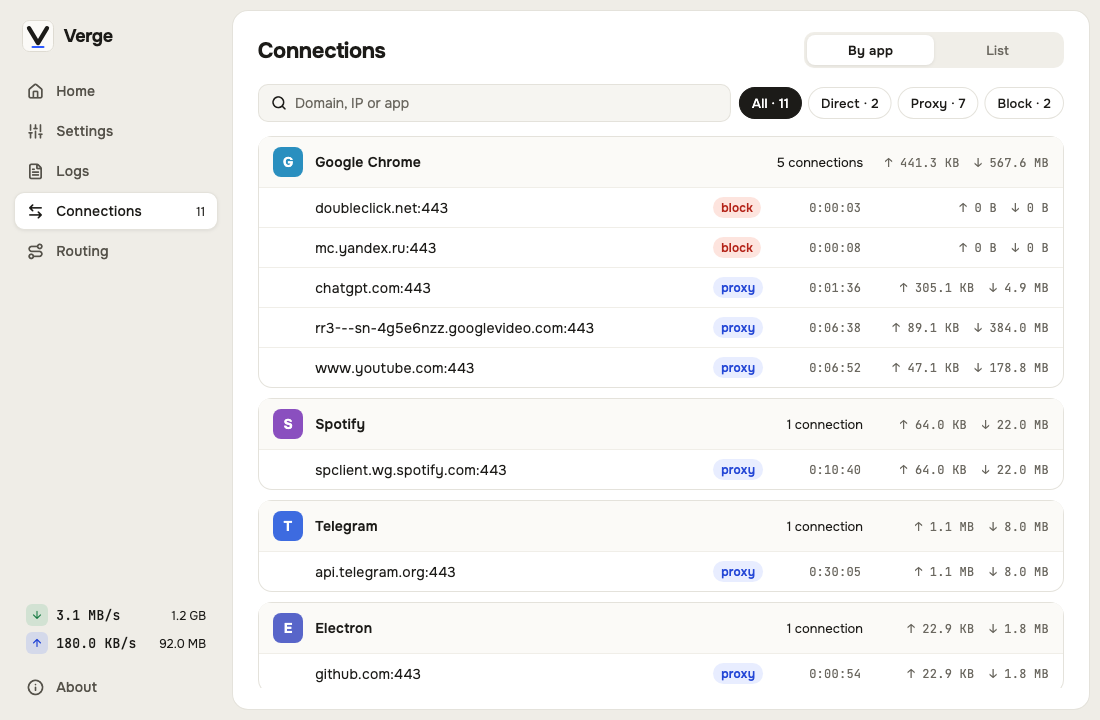 Verge
Home
Settings
Logs
Connections 11
Routing
↓ 3.1 MB/s 1.2 GB
↑ 180.0 KB/s 92.0 MB
About
Connections
By app List
Domain, IP or app
All · 11 Direct · 2 Proxy · 7 Block · 2
G Google Chrome 5 connections ↑ 441.3 KB ↓ 567.6 MB
doubleclick.net:443 block 0:00:03 ↑ 0 B ↓ 0 B
mc.yandex.ru:443 block 0:00:08 ↑ 0 B ↓ 0 B
chatgpt.com:443 proxy 0:01:36 ↑ 305.1 KB ↓ 4.9 MB
rr3---sn-4g5e6nzz.googlevideo.com:443 proxy 0:06:38 ↑ 89.1 KB ↓ 384.0 MB
www.youtube.com:443 proxy 0:06:52 ↑ 47.1 KB ↓ 178.8 MB
S Spotify 1 connection ↑ 64.0 KB ↓ 22.0 MB
spclient.wg.spotify.com:443 proxy 0:10:40 ↑ 64.0 KB ↓ 22.0 MB
T Telegram 1 connection ↑ 1.1 MB ↓ 8.0 MB
api.telegram.org:443 proxy 0:30:05 ↑ 1.1 MB ↓ 8.0 MB
E Electron 1 connection ↑ 22.9 KB ↓ 1.8 MB
github.com:443 proxy 0:00:54 ↑ 22.9 KB ↓ 1.8 MB